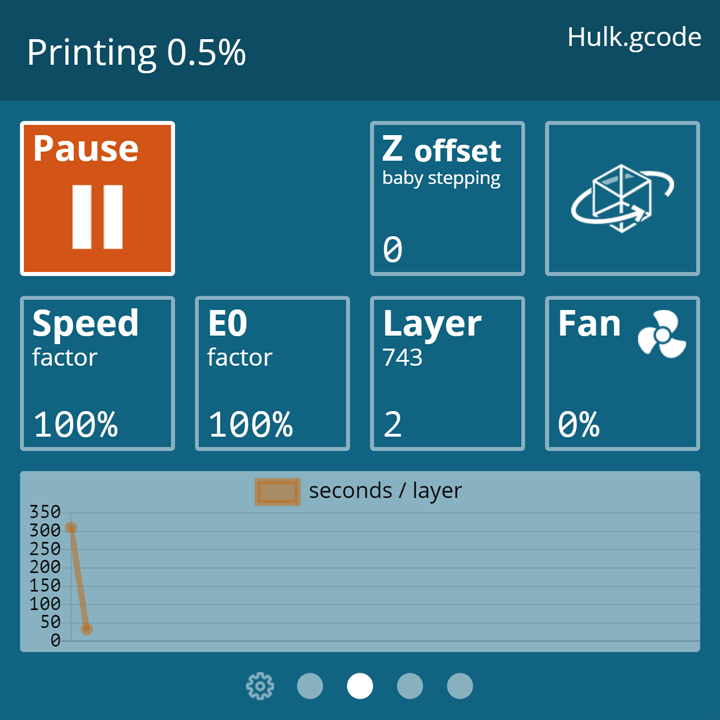 Printing 0.5%
Hulk.gcode
Pause
Z offset
baby stepping
0
Speed
factor
100%
E0
factor
100%
Layer
743
2
Fan
0%
seconds / layer
350
300
250
200
150
100
50
0